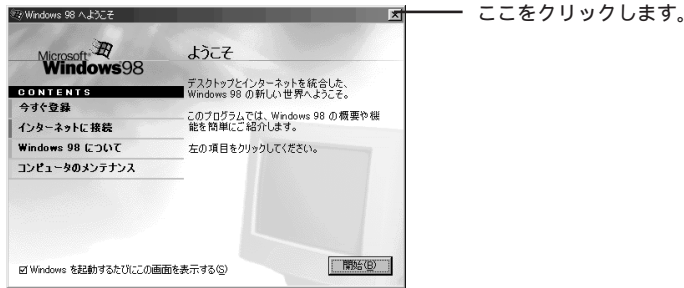 Windows 98 へようこそ
ここをクリックします。
Microsoft
Windows98
CONTENTS
今すぐ登録
インターネットに接続
Windows 98 について
コンピュータのメンテナンス
ようこそ
デスクトップとインターネットを統合した、
Windows 98 の新しい世界へようこそ。
このプログラムでは、Windows 98 の概要や機
能を簡単にご紹介します。
左の項目をクリックしてください。
Windows を起動するたびにこの画面を表示する(S)
開始(B)